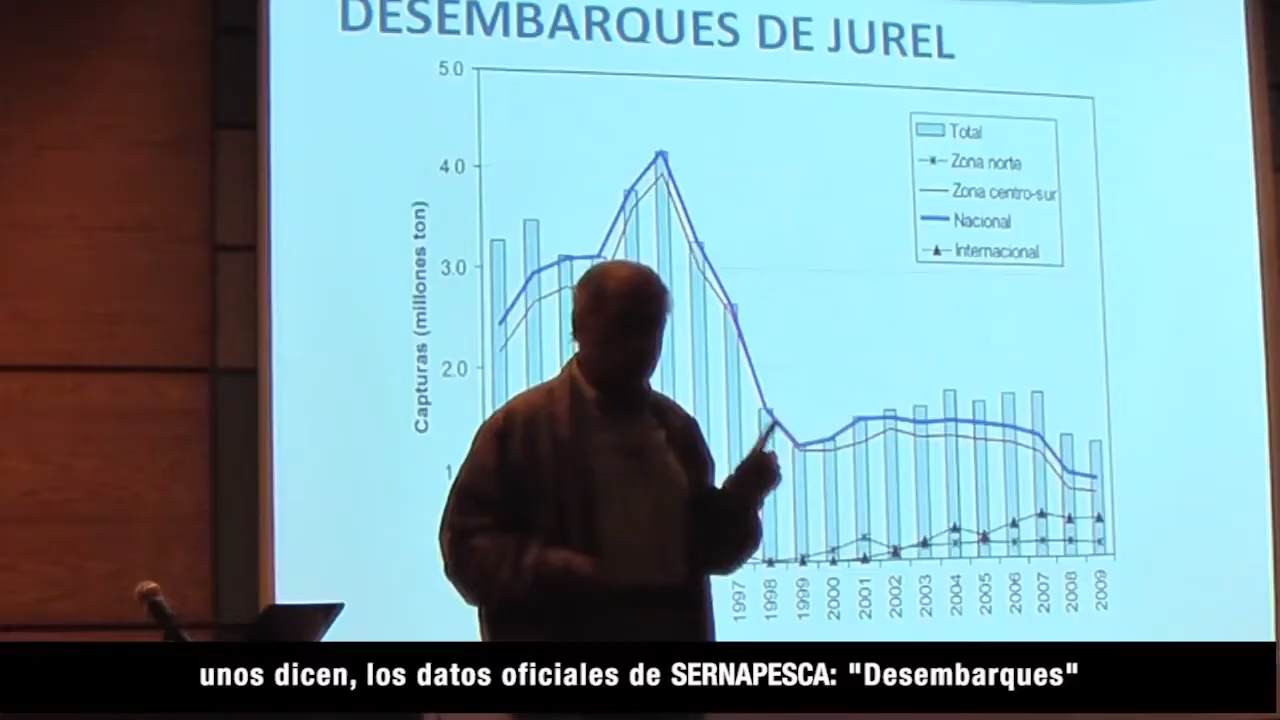 DESEMBARQUES DE JUREL
5.0
4.0
3.0
2.0
1
Capturas (millones ton)
Total
Zona norte
Zona centro-sur
Nacional
Internacional
1997
1998
1999
2000
2001
2002
2003
2004
2005
2006
2007
2008
2009
unos dicen, los datos oficiales de SERNAPESCA: "Desembarques"